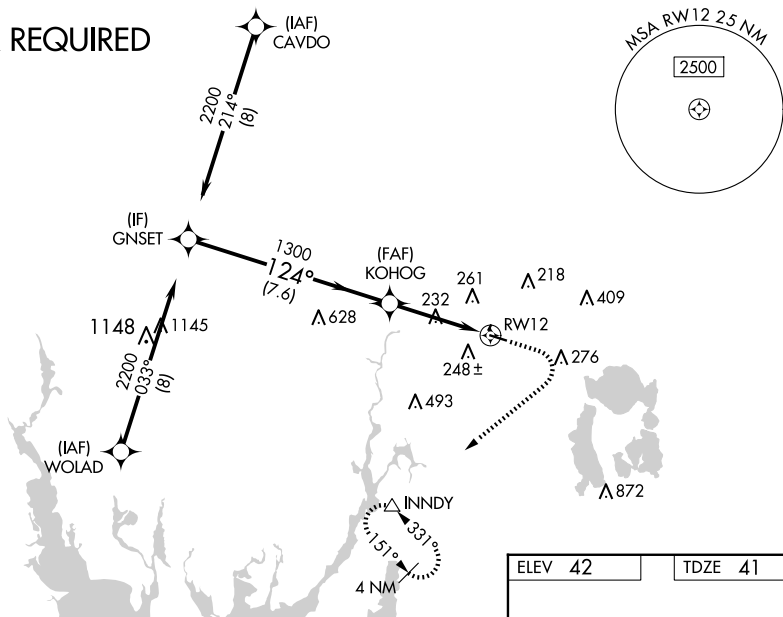 REQUIRED
(IAF)
CAVDO
MSA RW12 25 NM
2500
2200
214°
(8)
(IF)
GNSET
1300
124°
(7.6)
(FAF)
KOHOG
261
218
409
232
628
RW12
1148
1145
248±
276
2200
033°
(8)
493
(IAF)
WOLAD
872
INNDY
331°
151°
4 NM
ELEV 42
TDZE 41